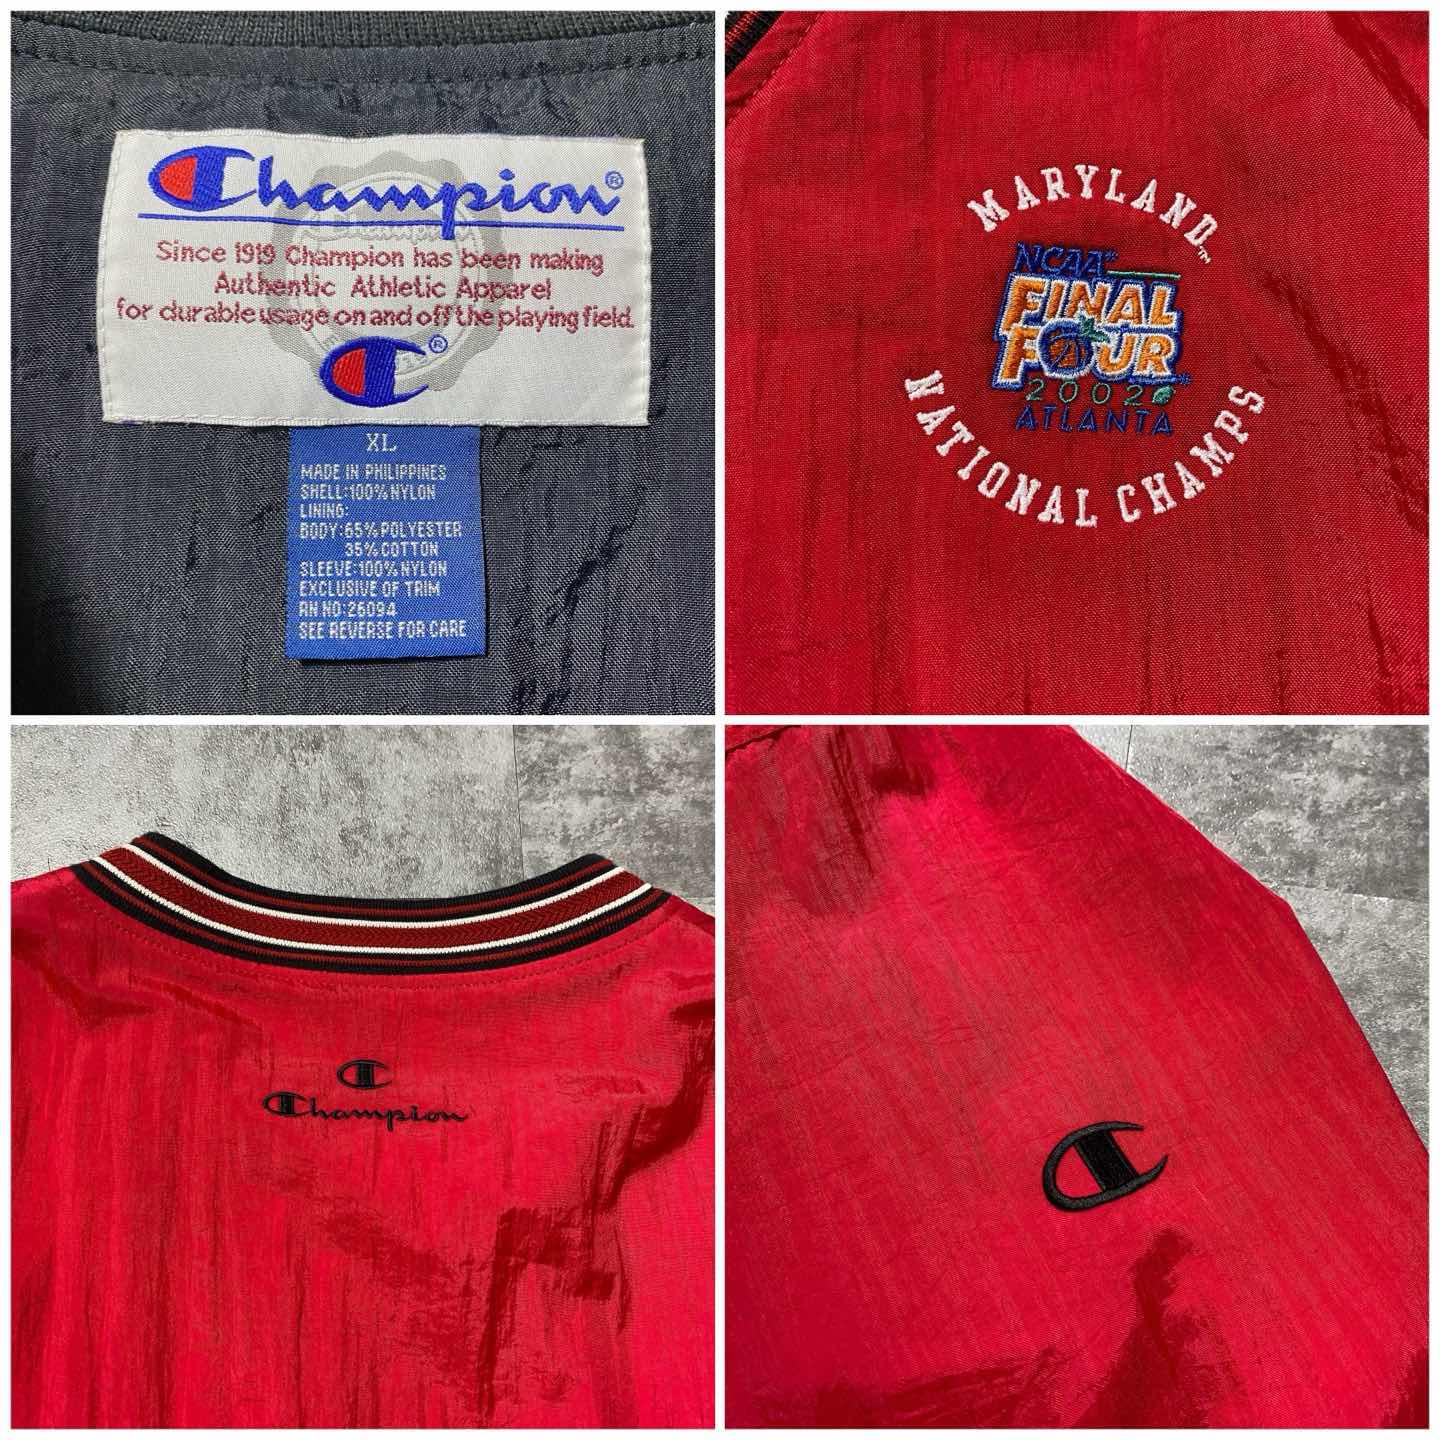 Champion®
Since 1919 Champion has been making
Authentic Athletic Apparel
for durable usage on and off the playing field.
®
XL
MADE IN PHILIPPINES
SHELL:100% NYLON
LINING:
BODY:65% POLYESTER
35% COTTON
SLEEVE:100% NYLON
EXCLUSIVE OF TRIM
RN NO:26094
SEE REVERSE FOR CARE
MARYLAND™
NCAA®
FINAL
FOUR®
2002
ATLANTA
NATIONAL CHAMPS
Champion